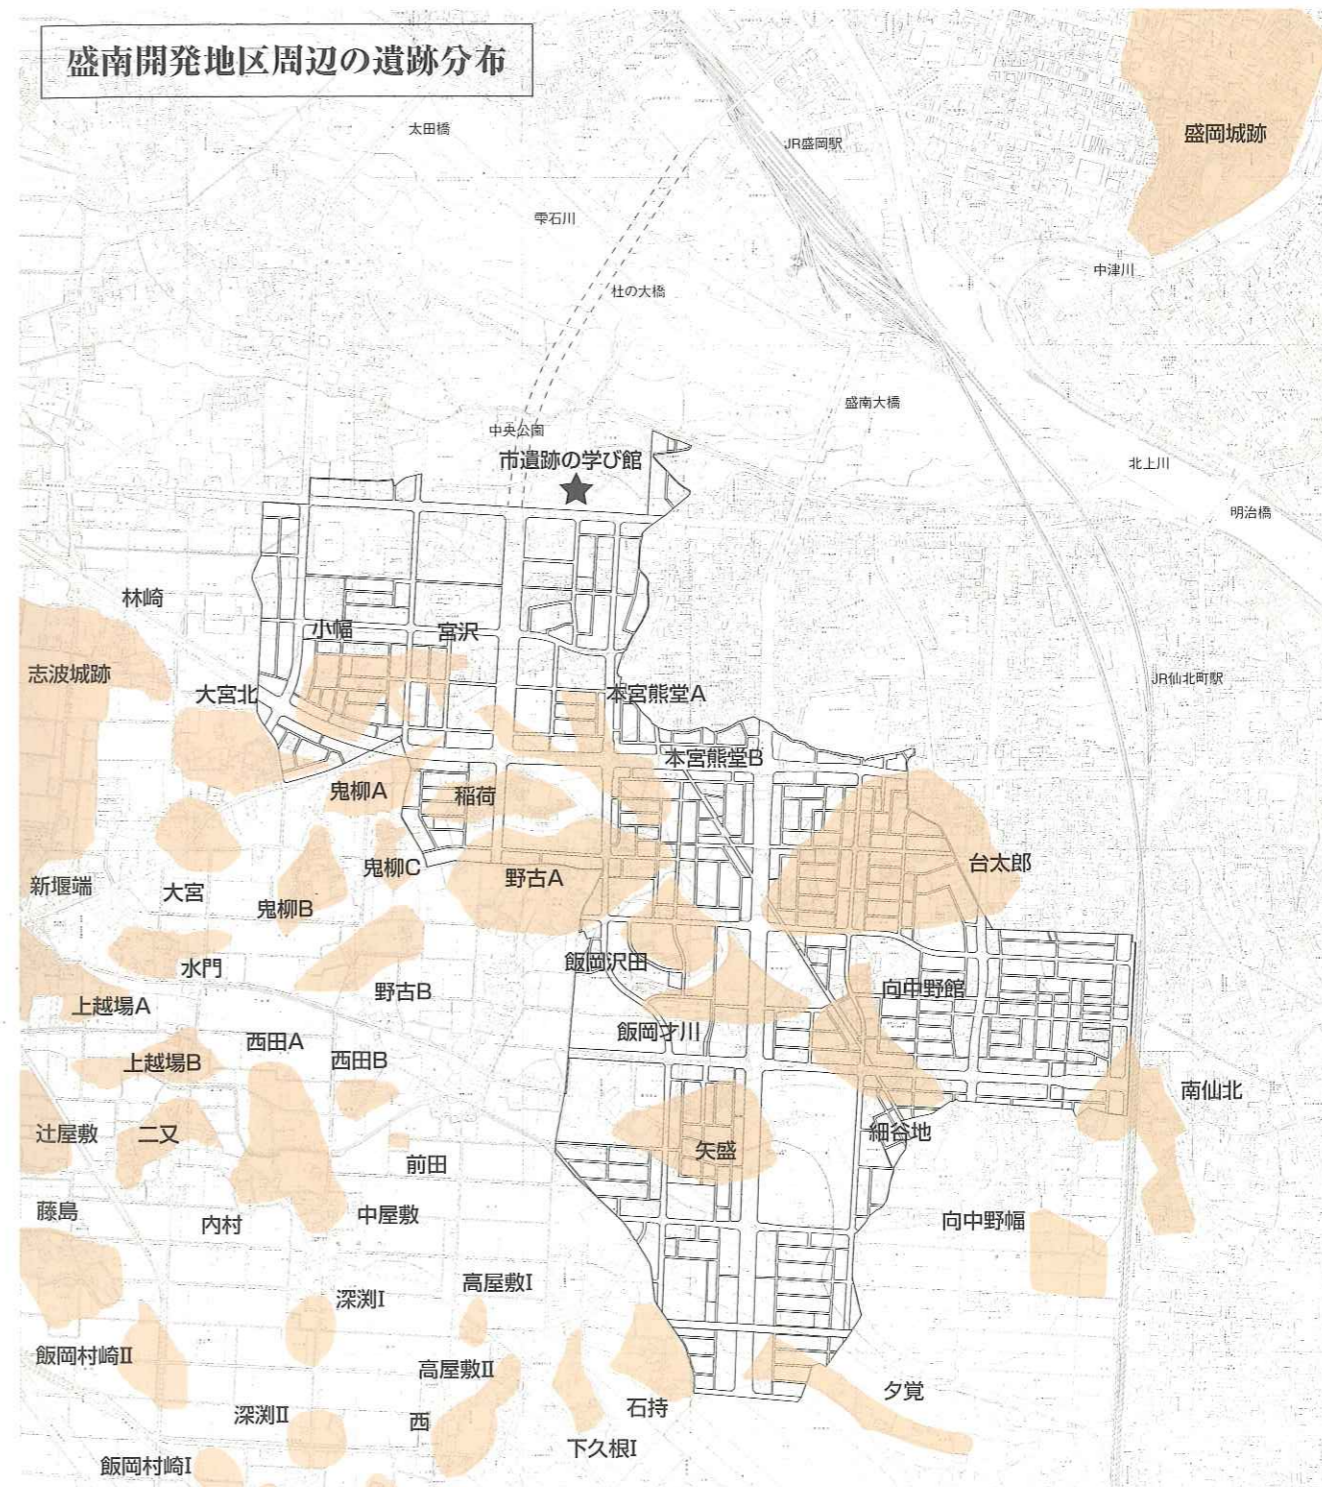 盛南開発地区周辺の遺跡分布
太田橋
JR盛岡駅
盛岡城跡
雫石川
中津川
杜の大橋
盛南大橋
中央公園
市遺跡の学び館
北上川
明治橋
林崎
小幅
宮沢
志波城跡
大宮北
本宮熊堂A
JR仙北町駅
本宮熊堂B
鬼柳A
稲荷
鬼柳C
野古A
台太郎
新堰端
大宮
鬼柳B
水門
飯岡沢田
野古B
向中野館
上越場A
飯岡才川
西田A
西田B
上越場B
南仙北
辻屋敷
二又
細谷地
矢盛
前田
藤島
内村
中屋敷
向中野幅
高屋敷Ⅰ
深渕Ⅰ
飯岡村崎Ⅱ
高屋敷Ⅱ
夕覚
深渕Ⅱ
西
石持
下久根Ⅰ
飯岡村崎Ⅰ